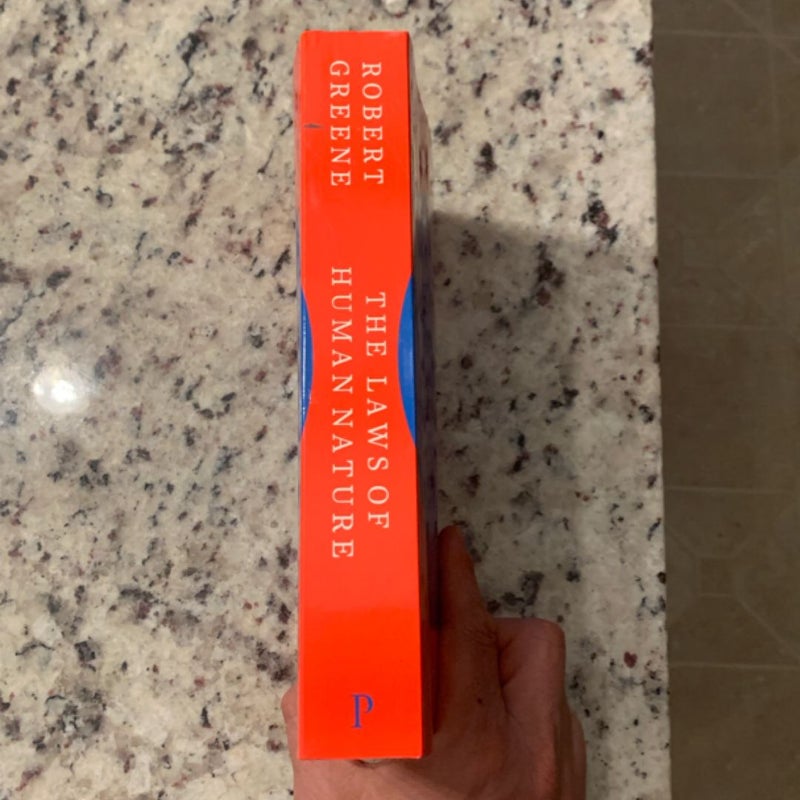 ROBERT
GREENE
THE LAWS OF
HUMAN NATURE
P